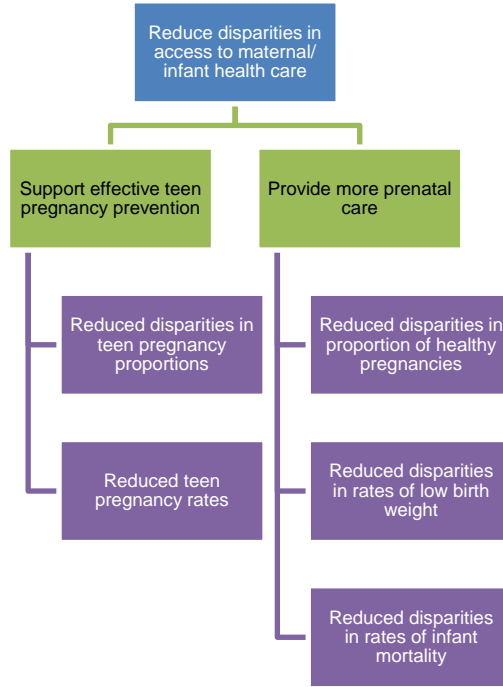 Reduce disparities in
access to maternal/
infant health care
Support effective teen
pregnancy prevention
Provide more prenatal
care
Reduced disparities in
teen pregnancy
proportions
Reduced disparities in
proportion of healthy
pregnancies
Reduced teen
pregnancy rates
Reduced disparities
in rates of low birth
weight
Reduced disparities
in rates of infant
mortality